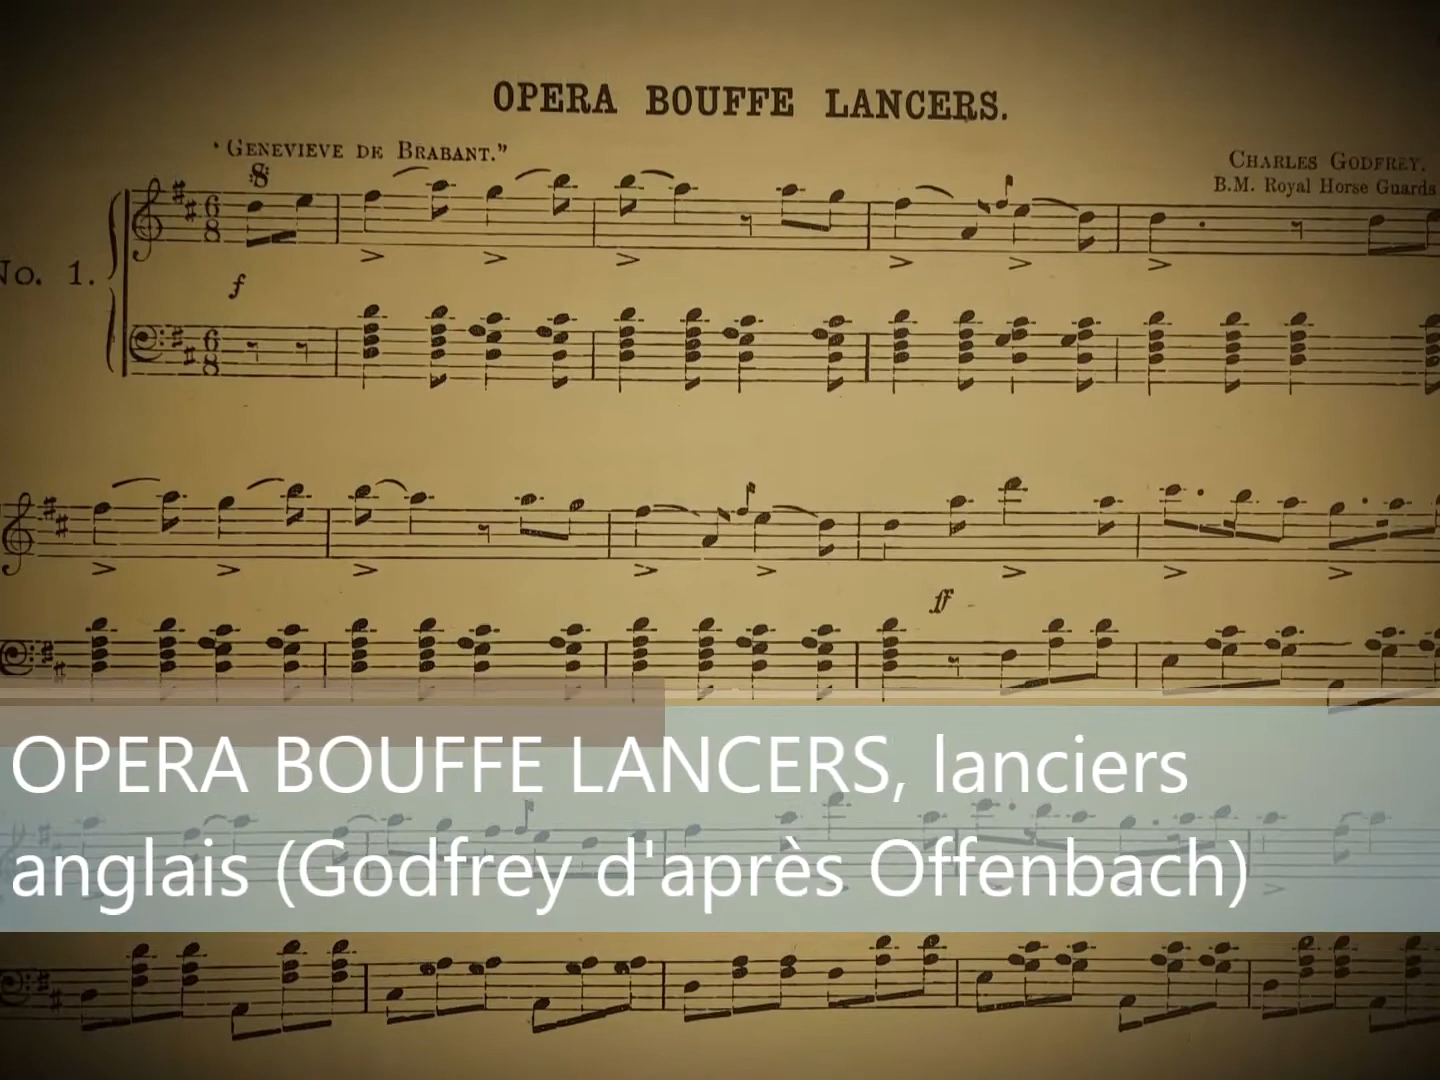 OPERA BOUFFE LANCERS.
"GENEVIEVE DE BRABANT."
CHARLES GODFREY.
B.M. Royal Horse Guards
No. 1.
f
ff
OPERA BOUFFE LANCERS, lanciers
anglais (Godfrey d'après Offenbach)